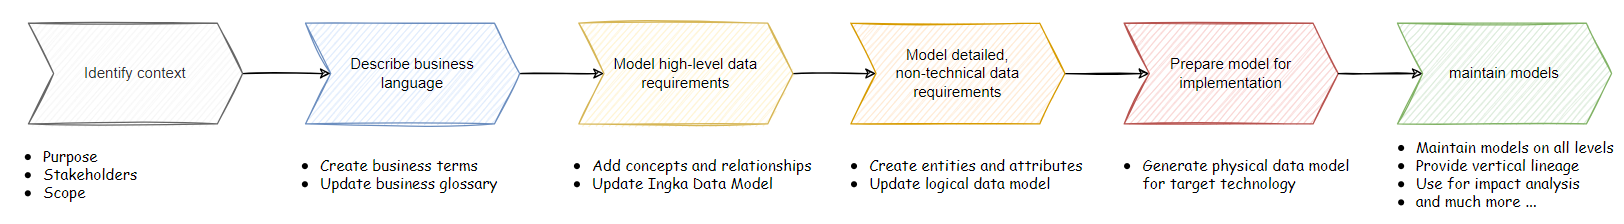 Identify context
Describe business
language
Model high-level data
requirements
Model detailed,
non-technical data
requirements
Prepare model for
implementation
maintain models
• Purpose
• Stakeholders
• Scope
• Create business terms
• Update business glossary
• Add concepts and relationships
• Update Ingka Data Model
• Create entities and attributes
• Update logical data model
• Generate physical data model
for target technology
• Maintain models on all levels
• Provide vertical lineage
• Use for impact analysis
• and much more ...